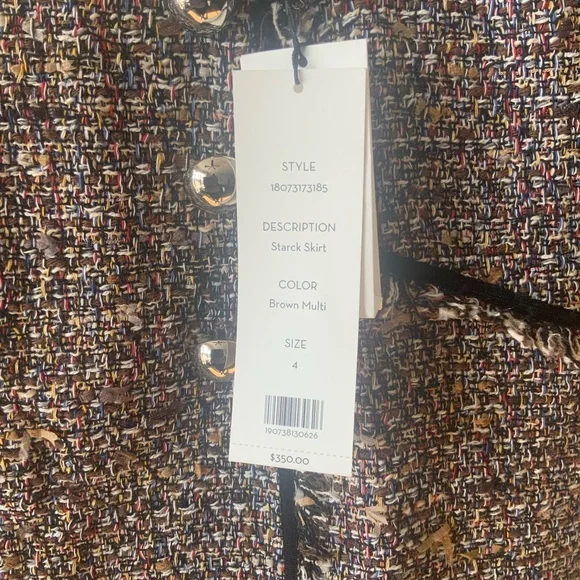 STYLE
18073173185
DESCRIPTION
Starck Skirt
COLOR
Brown Multi
SIZE
4
190738130626
$350.00